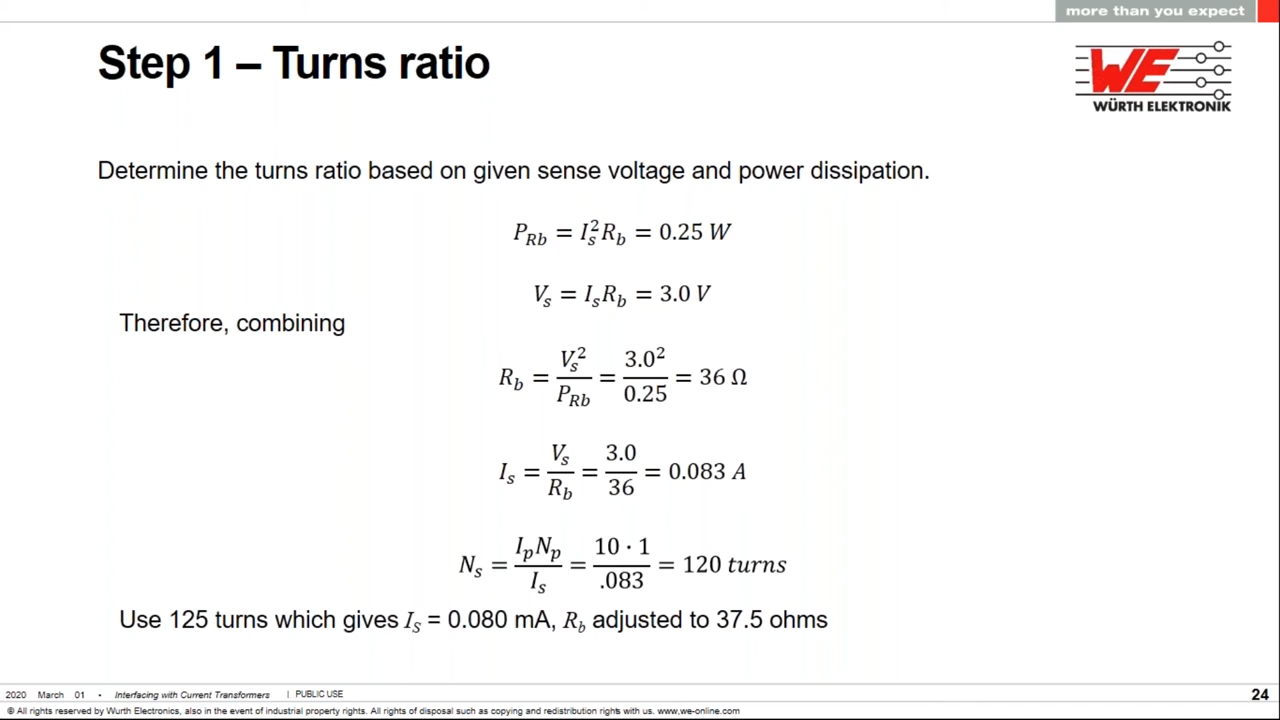 more than you expect
Step 1 – Turns ratio
WE
WÜRTH ELEKTRONIK
Determine the turns ratio based on given sense voltage and power dissipation.
P_Rb = I_s^2 R_b = 0.25 W
V_s = I_s R_b = 3.0 V
Therefore, combining
R_b = V_s^2 / P_Rb = 3.0^2 / 0.25 = 36 Ω
I_s = V_s / R_b = 3.0 / 36 = 0.083 A
N_s = I_p N_p / I_s = 10 · 1 / .083 = 120 turns
Use 125 turns which gives I_S = 0.080 mA, R_b adjusted to 37.5 ohms
2020 March 01 • Interfacing with Current Transformers | PUBLIC USE 24
© All rights reserved by Wurth Electronics, also in the event of industrial property rights. All rights of disposal such as copying and redistribution rights with us. www.we-online.com